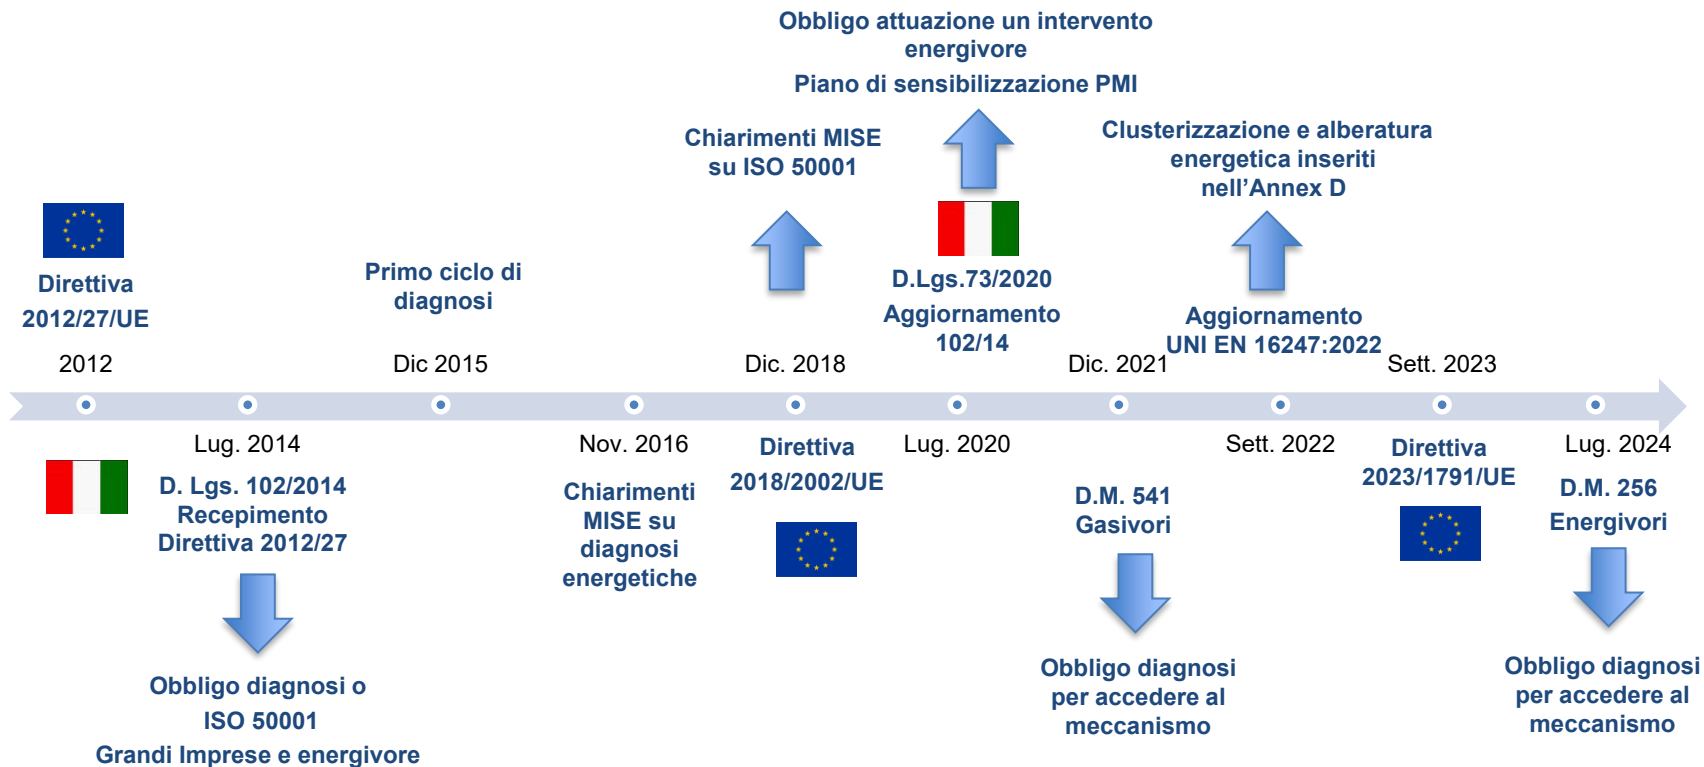 Obbligo attuazione un intervento
energivore
Piano di sensibilizzazione PMI
Chiarimenti MISE
su ISO 50001
Clusterizzazione e alberatura
energetica inseriti
nell’Annex D
Direttiva
2012/27/UE
Primo ciclo di
diagnosi
D.Lgs.73/2020
Aggiornamento
102/14
Aggiornamento
UNI EN 16247:2022
2012
Dic 2015
Dic. 2018
Dic. 2021
Sett. 2023
Lug. 2014
Nov. 2016
Lug. 2020
Sett. 2022
Lug. 2024
D. Lgs. 102/2014
Recepimento
Direttiva 2012/27
Chiarimenti
MISE su
diagnosi
energetiche
Direttiva
2018/2002/UE
D.M. 541
Gasivori
Direttiva
2023/1791/UE
D.M. 256
Energivori
Obbligo diagnosi o
ISO 50001
Grandi Imprese e energivore
Obbligo diagnosi
per accedere al
meccanismo
Obbligo diagnosi
per accedere al
meccanismo